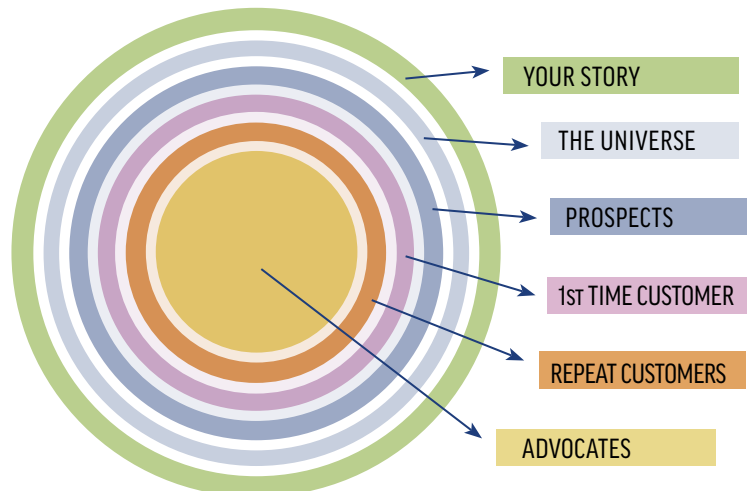 YOUR STORY
THE UNIVERSE
PROSPECTS
1ST TIME CUSTOMER
REPEAT CUSTOMERS
ADVOCATES